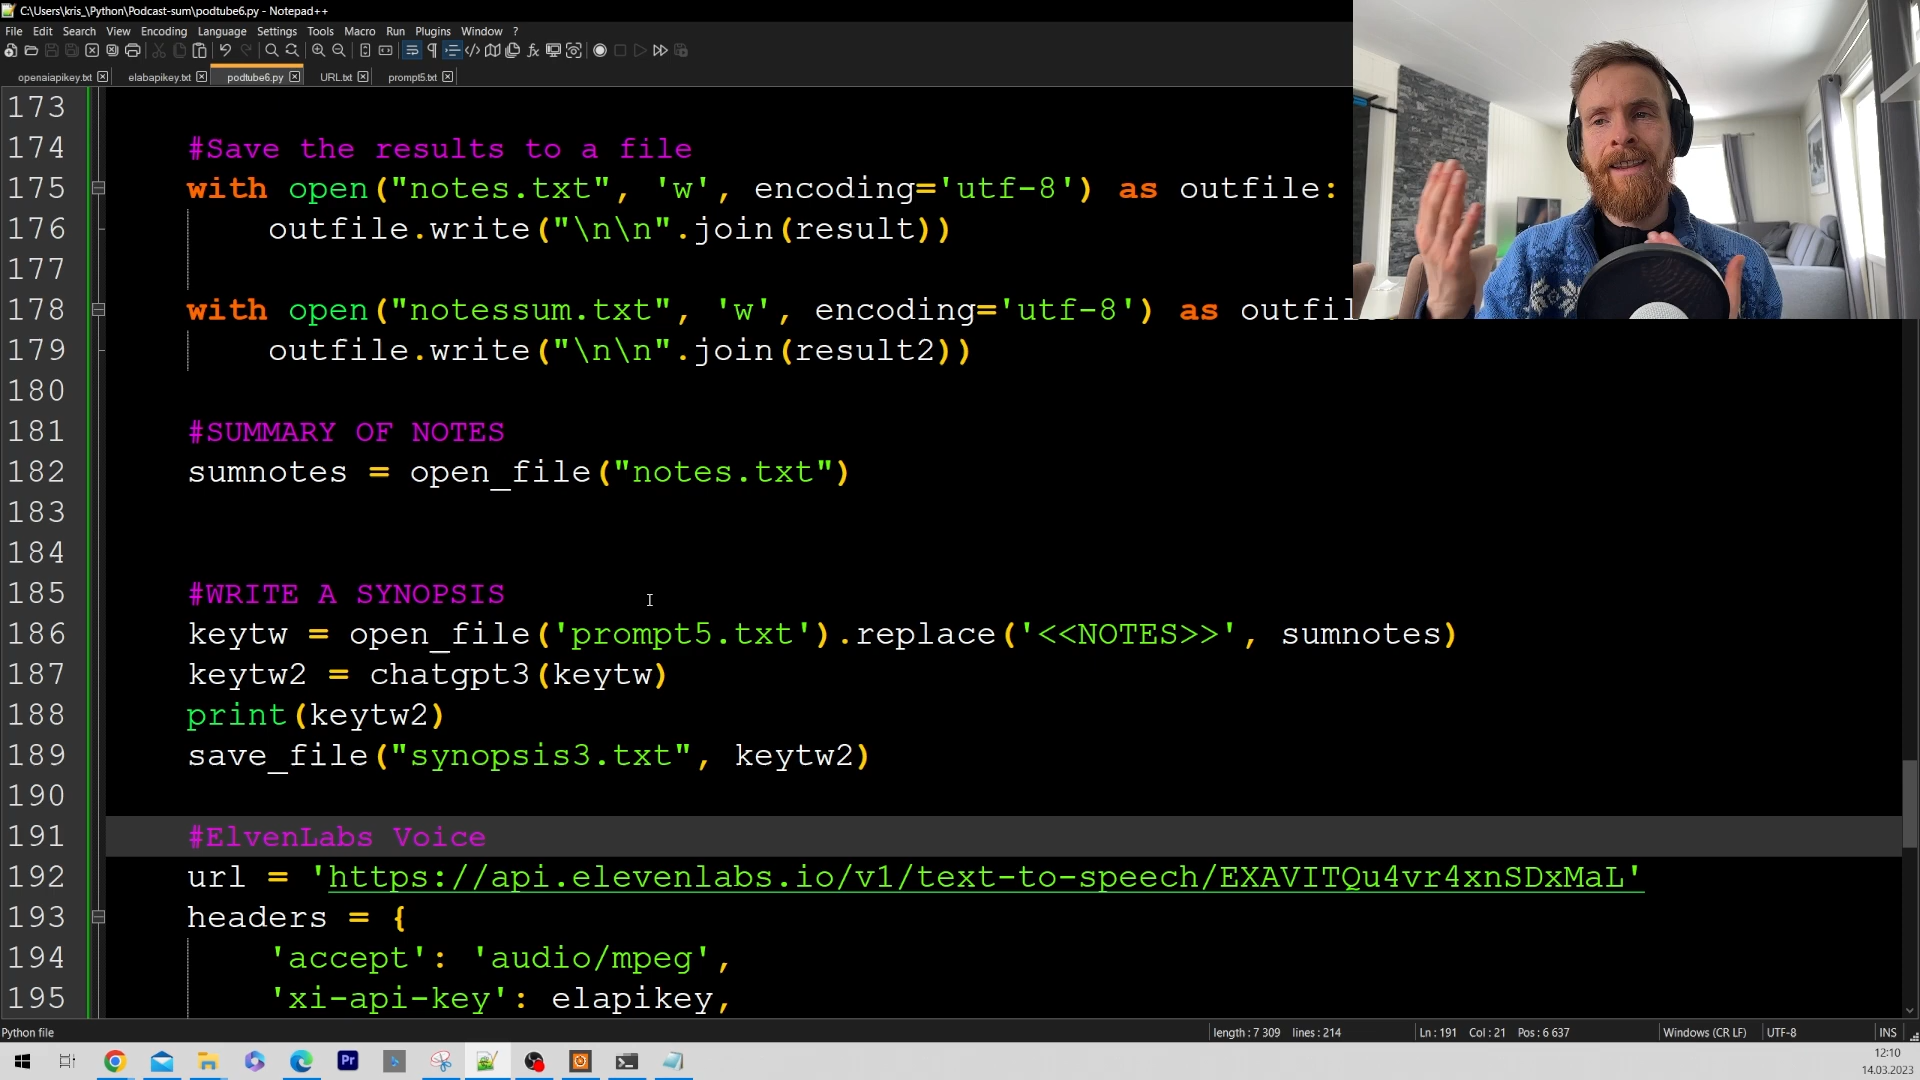 C:\Users\kris_\Python\Podcast-sum\podtube6.py - Notepad++
File Edit Search View Encoding Language Settings Tools Macro Run Plugins Window ?
openaiapikey.txt elabapikey.txt podtube6.py URL.txt prompt5.txt
173
174 #Save the results to a file
175 with open("notes.txt", 'w', encoding='utf-8') as outfile:
176 outfile.write("\n\n".join(result))
177
178 with open("notessum.txt", 'w', encoding='utf-8') as outfil
179 outfile.write("\n\n".join(result2))
180
181 #SUMMARY OF NOTES
182 sumnotes = open_file("notes.txt")
183
184
185 #WRITE A SYNOPSIS
186 keytw = open_file('prompt5.txt').replace('<<NOTES>>', sumnotes)
187 keytw2 = chatgpt3(keytw)
188 print(keytw2)
189 save_file("synopsis3.txt", keytw2)
190
191 #ElvenLabs Voice
192 url = 'https://api.elevenlabs.io/v1/text-to-speech/EXAVITQu4vr4xnSDxMaL'
193 headers = {
194 'accept': 'audio/mpeg',
195 'xi-api-key': elapikey,
Python file length : 7 309 lines : 214 Ln : 191 Col : 21 Pos : 6 637 Windows (CR LF) UTF-8 INS
Pr
12:10
14.03.2023